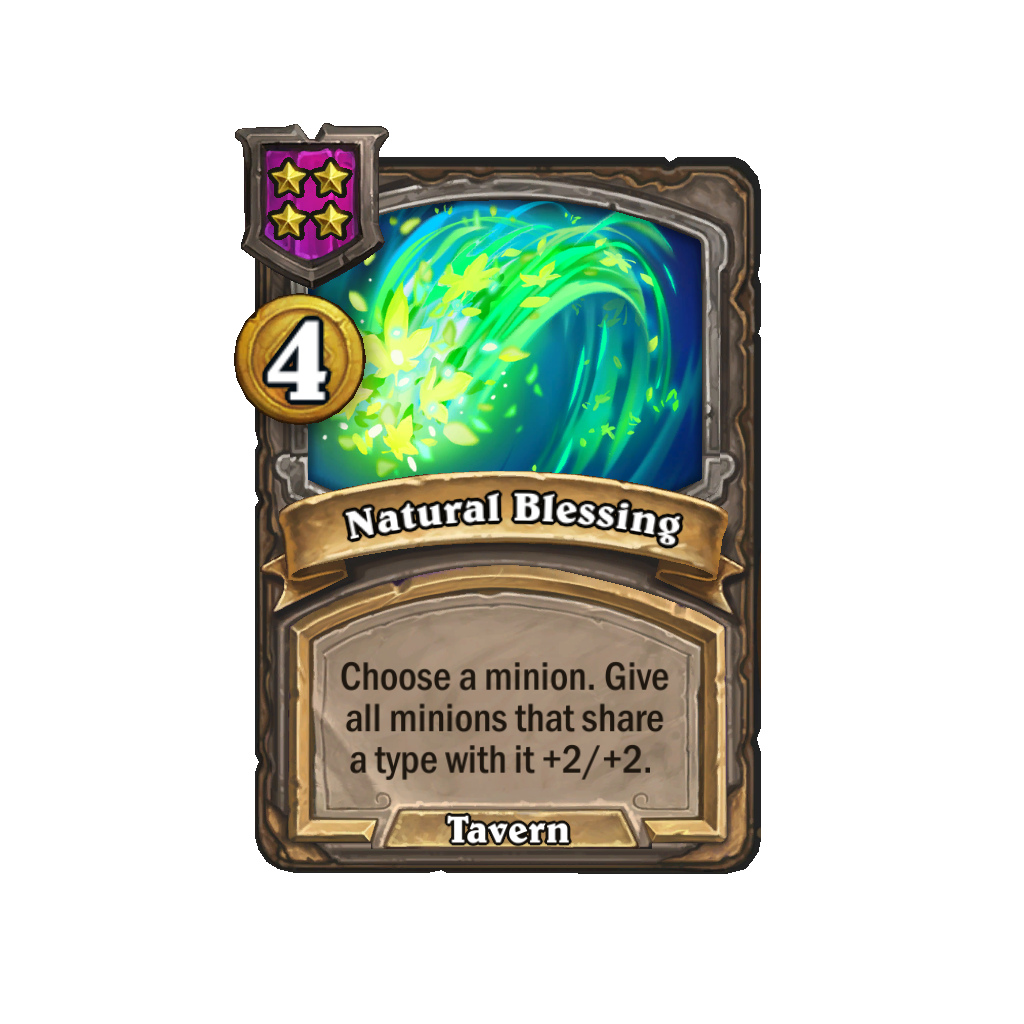 4
Natural Blessing
Choose a minion. Give
all minions that share
a type with it +2/+2.
Tavern